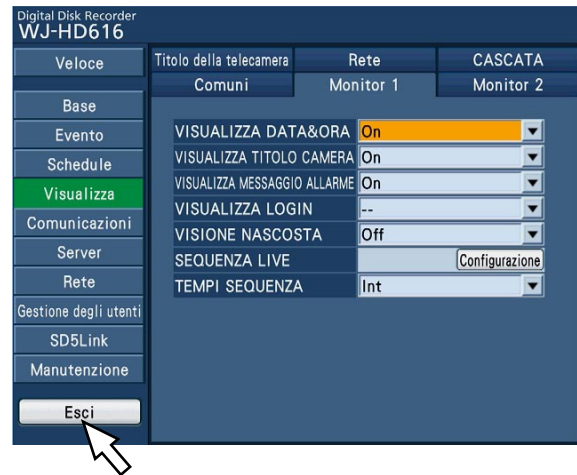 Digital Disk Recorder
WJ-HD616
Veloce
Base
Evento
Schedule
Visualizza
Comunicazioni
Server
Rete
Gestione degli utenti
SD5Link
Manutenzione
Esci
Titolo della telecamera Rete CASCATA
Comuni Monitor 1 Monitor 2
VISUALIZZA DATA&ORA On
VISUALIZZA TITOLO CAMERA On
VISUALIZZA MESSAGGIO ALLARME On
VISUALIZZA LOGIN --
VISIONE NASCOSTA Off
SEQUENZA LIVE Configurazione
TEMPI SEQUENZA Int